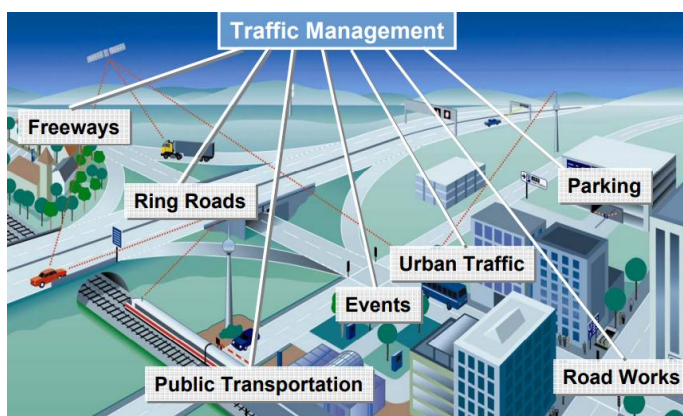 Traffic Management
Freeways
Ring Roads
Parking
Urban Traffic
Events
Public Transportation
Road Works